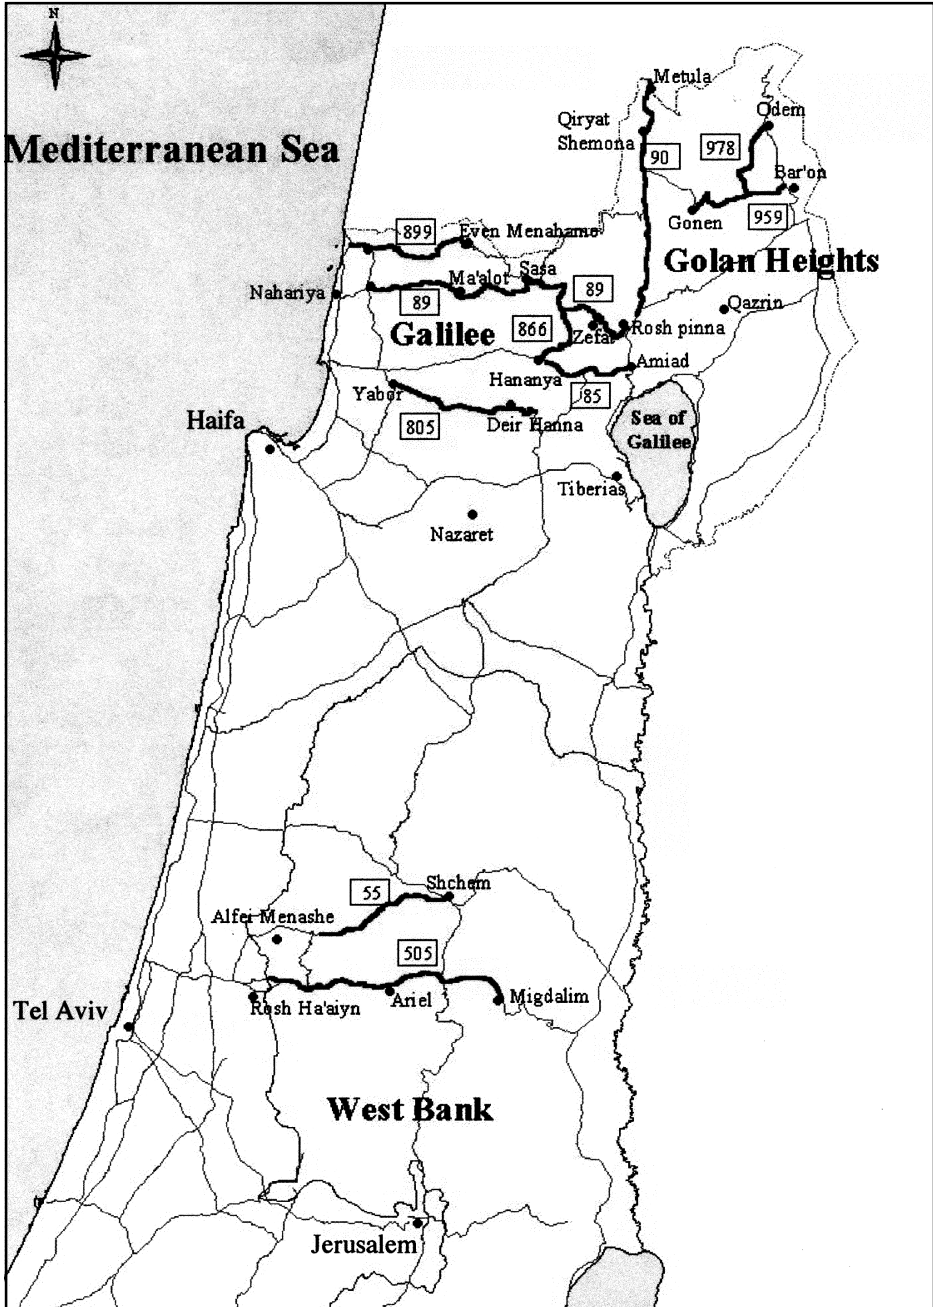 N
Metula
Odem
Qiryat
Shemona
Mediterranean Sea
978
90
Bar'on
Gonen
959
899
Even Menahame
Golan Heights
Sasa
Ma'alot
Nahariya
89
89
Qazrin
Galilee
866
Zefat
Rosh pinna
Amiad
Hananya
Yabor
85
Haifa
805
Deir Hanna
Sea of
Galilee
Tiberias
Nazaret
Shchem
55
Alfei Menashe
505
Rosh Ha'aiyn
Ariel
Migdalim
Tel Aviv
West Bank
Jerusalem